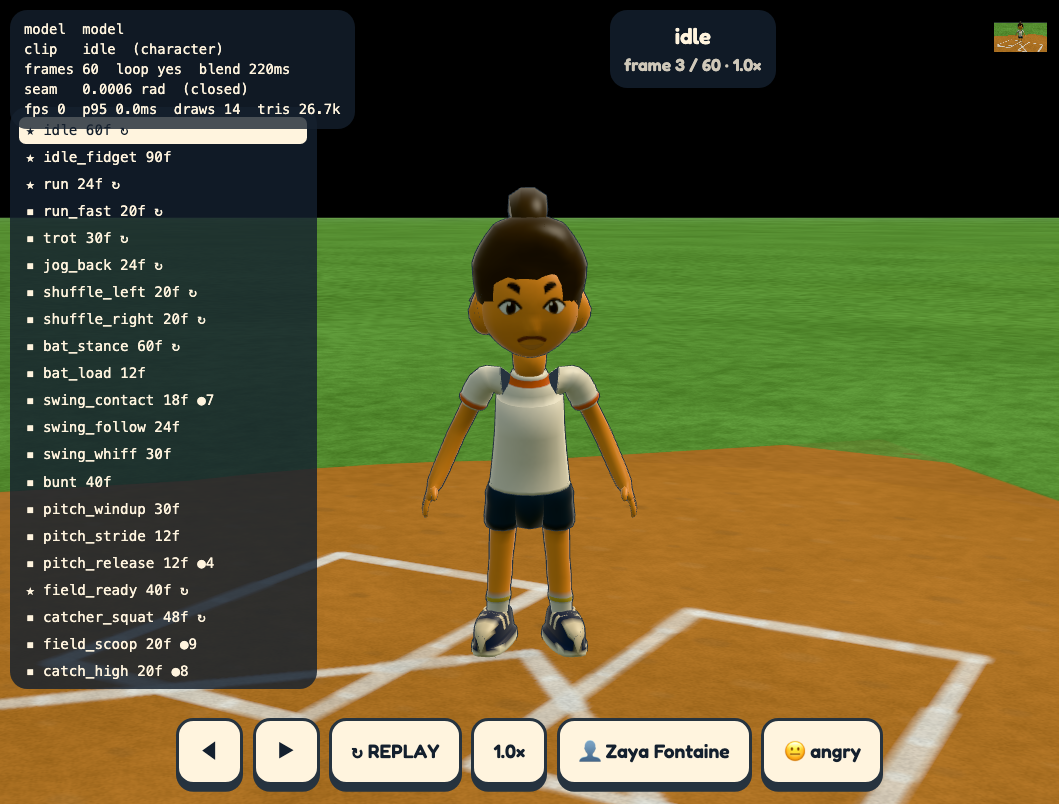 model model
clip idle (character)
frames 60 loop yes blend 220ms
seam 0.0006 rad (closed)
fps 0 p95 0.0ms draws 14 tris 26.7k
★ idle 60f ↻
★ idle_fidget 90f
★ run 24f ↻
▪ run_fast 20f ↻
▪ trot 30f ↻
▪ jog_back 24f ↻
▪ shuffle_left 20f ↻
▪ shuffle_right 20f ↻
▪ bat_stance 60f ↻
▪ bat_load 12f
▪ swing_contact 18f ●7
▪ swing_follow 24f
▪ swing_whiff 30f
▪ bunt 40f
▪ pitch_windup 30f
▪ pitch_stride 12f
▪ pitch_release 12f ●4
★ field_ready 40f ↻
▪ catcher_squat 48f ↻
▪ field_scoop 20f ●9
▪ catch_high 20f ●8
idle
frame 3 / 60 · 1.0×
↻ REPLAY
1.0×
👤 Zaya Fontaine
😐 angry